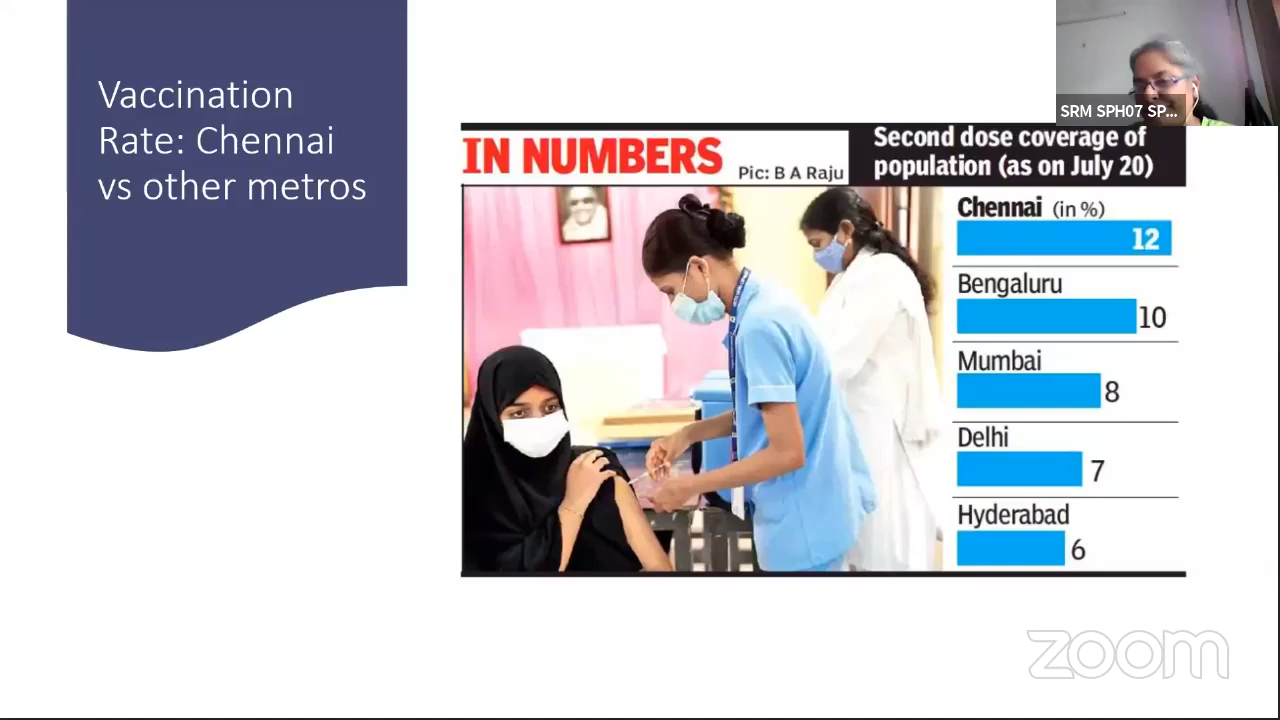 Vaccination
Rate: Chennai
vs other metros
SRM SPH07 SP...
IN NUMBERS
Pic: B A Raju
Second dose coverage of
population (as on July 20)
Chennai (in %)
12
Bengaluru
10
Mumbai
8
Delhi
7
Hyderabad
6
zoom